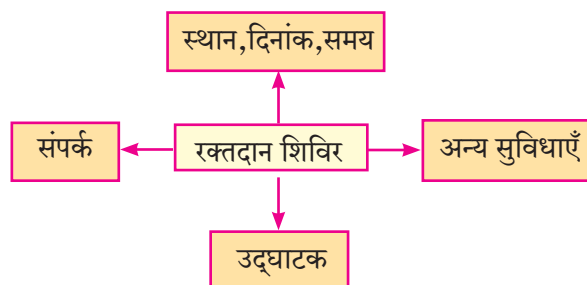 स्थान,दिनांक,समय
संपर्क
रक्तदान शिविर
अन्य सुविधाएँ
उद्‌घाटक